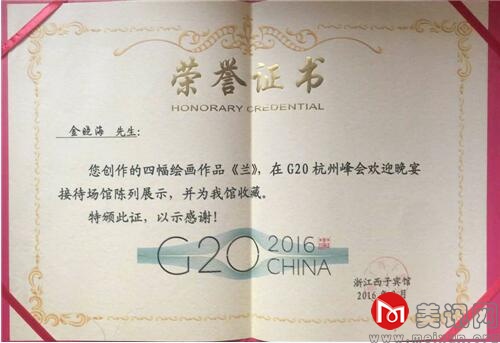 荣誉证书
HONORARY CREDENTIAL
金晓海 先生:
您创作的四幅绘画作品《兰》，在G20杭州峰会欢迎晚宴
接待场馆陈列展示，并为我馆收藏。
特颁此证，以示感谢!
G20 2016
CHINA
浙江西子宾馆
2016
月
美讯网